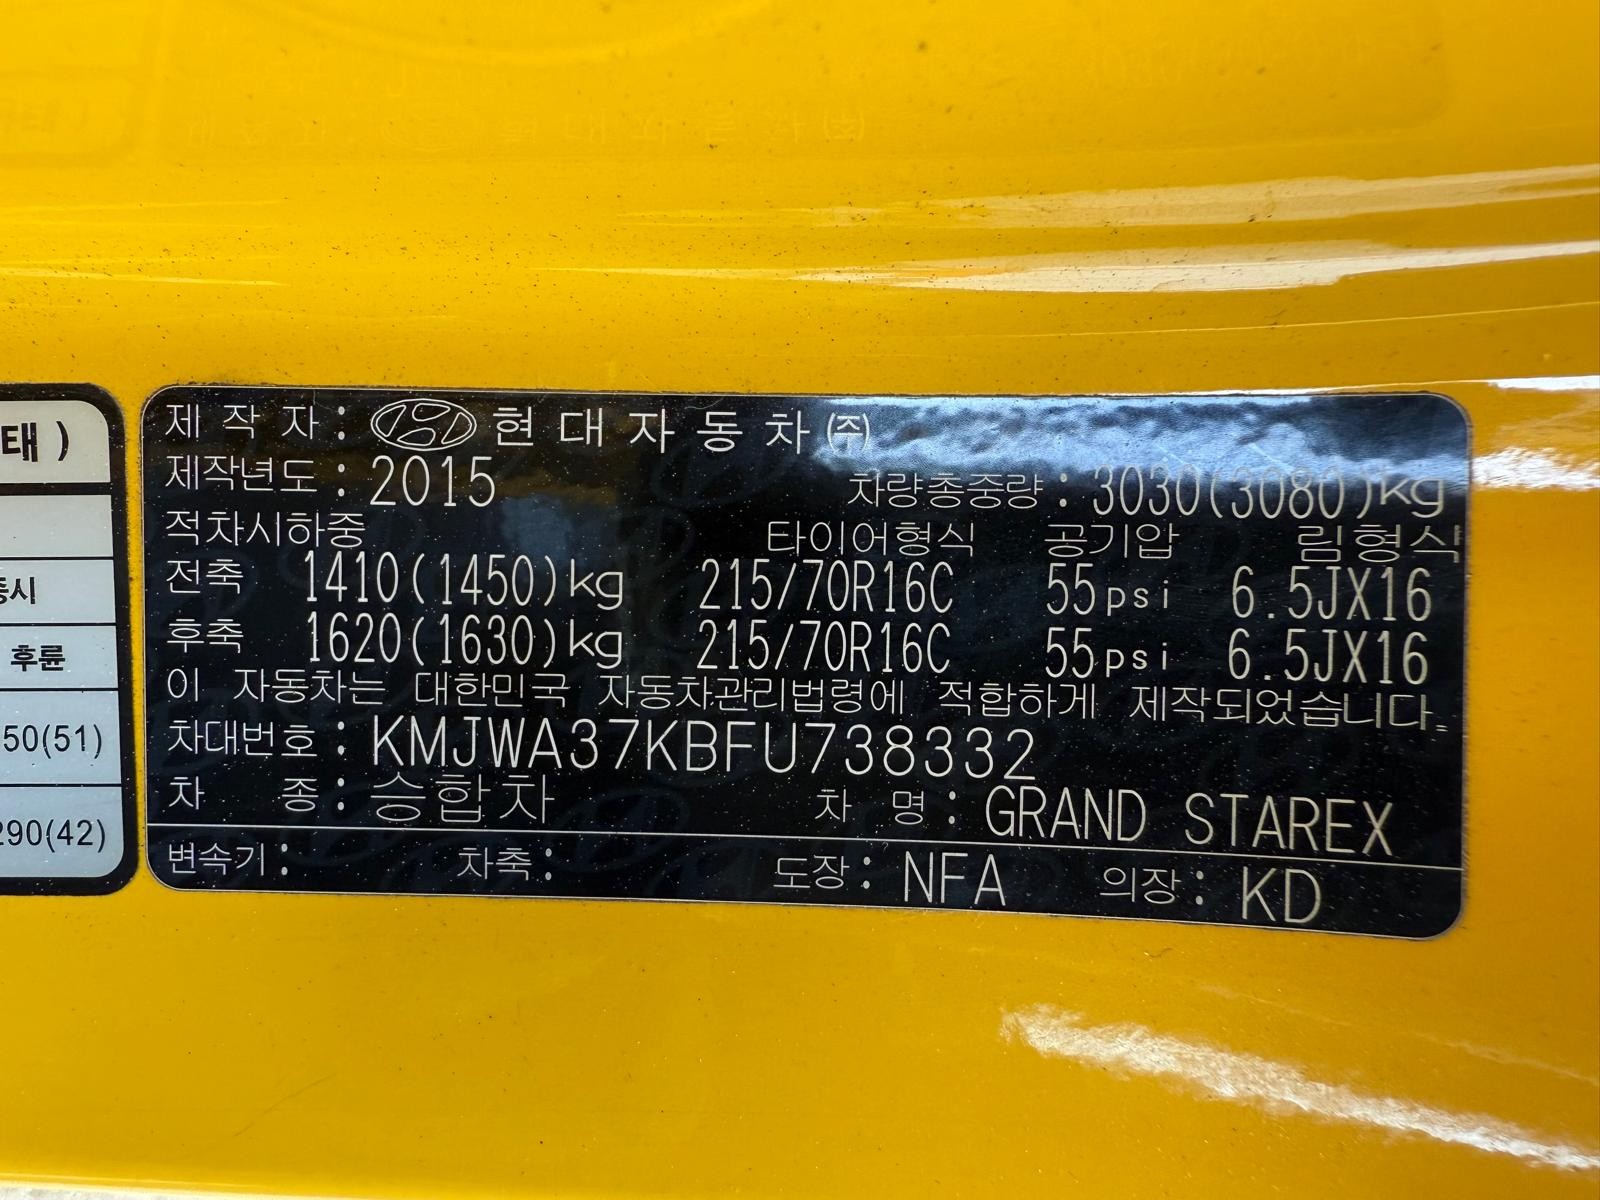 태 )
중시
후륜
50(51)
290(42)
제 작 자 : 현대자동차㈜
제작년도 : 2015 차량총중량 : 3030(3080)kg
적차시하중 타이어형식 공기압 림형식
전축 1410(1450)kg 215/70R16C 55psi 6.5JX16
후축 1620(1630)kg 215/70R16C 55psi 6.5JX16
이 자동차는 대한민국 자동차관리법령에 적합하게 제작되었습니다.
차대번호 : KMJWA37KBFU738332
차 종 : 승합차 차 명 : GRAND STAREX
변속기 : 차축 : 도장 : NFA 의장 : KD